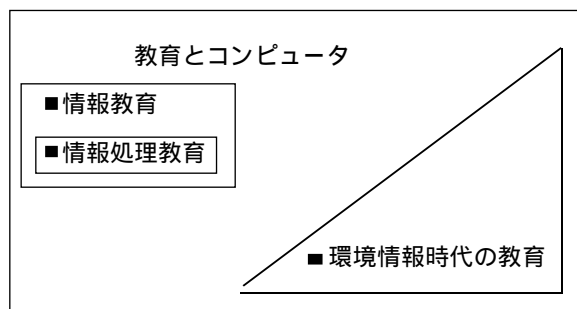 教育とコンピュータ
■情報教育
■情報処理教育
■環境情報時代の教育